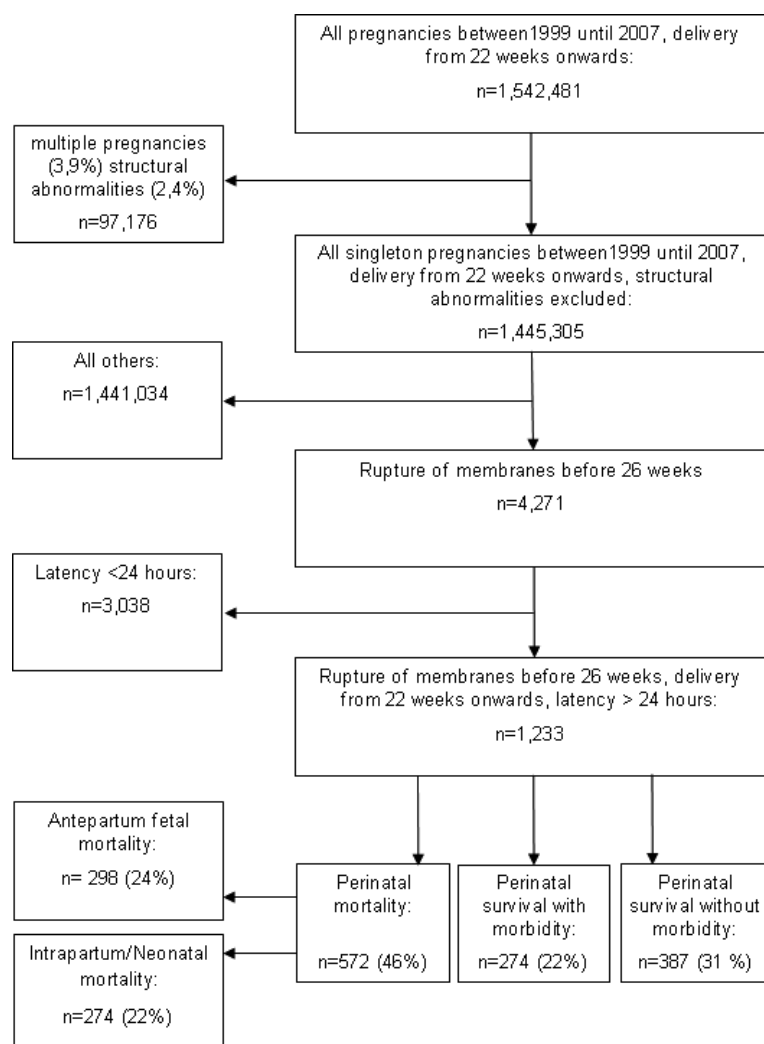 All pregnancies between1999 until 2007, delivery
from 22 weeks onwards:
n=1,542,481
multiple pregnancies
(3,9%) structural
abnormalities (2,4%)
n=97,176
All singleton pregnancies between1999 until 2007,
delivery from 22 weeks onwards, structural
abnormalities excluded:
n=1,445,305
All others:
n=1,441,034
Rupture of membranes before 26 weeks
n=4,271
Latency <24 hours:
n=3,038
Rupture of membranes before 26 weeks, delivery
from 22 weeks onwards, latency > 24 hours:
n=1,233
Antepartum fetal
mortality:
n= 298 (24%)
Intrapartum/Neonatal
mortality:
n=274 (22%)
Perinatal
mortality:
n=572 (46%)
Perinatal
survival with
morbidity:
n=274 (22%)
Perinatal
survival without
morbidity:
n=387 (31 %)